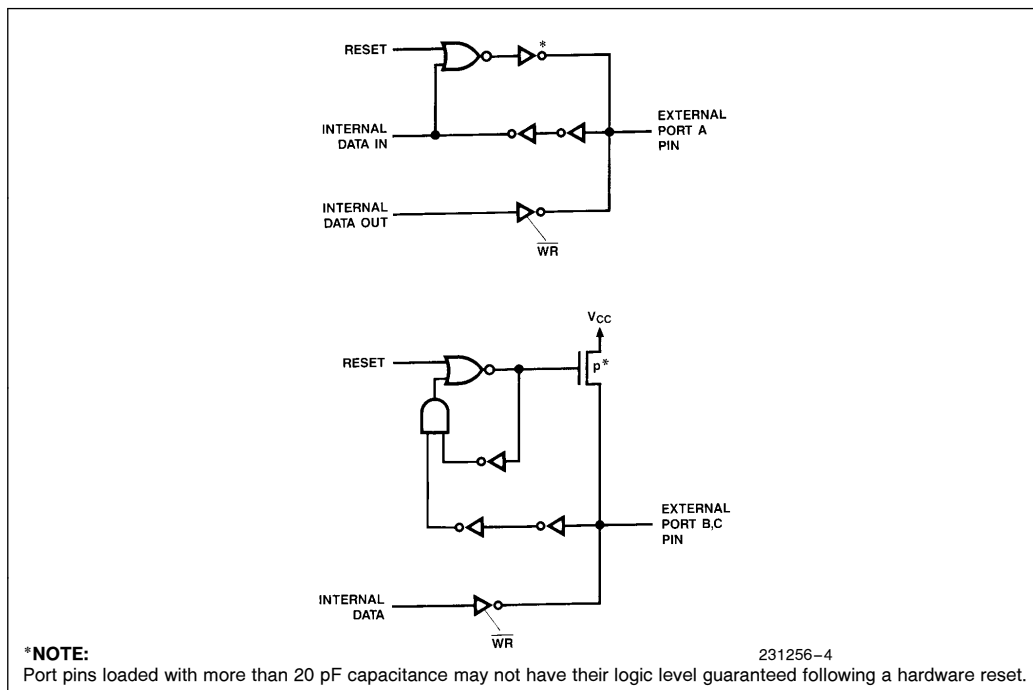 RESET
*
INTERNAL
DATA IN
EXTERNAL
PORT A
PIN
INTERNAL
DATA OUT
WR
VCC
RESET
p*
EXTERNAL
PORT B,C
PIN
INTERNAL
DATA
WR
*NOTE:
231256–4
Port pins loaded with more than 20 pF capacitance may not have their logic level guaranteed following a hardware reset.